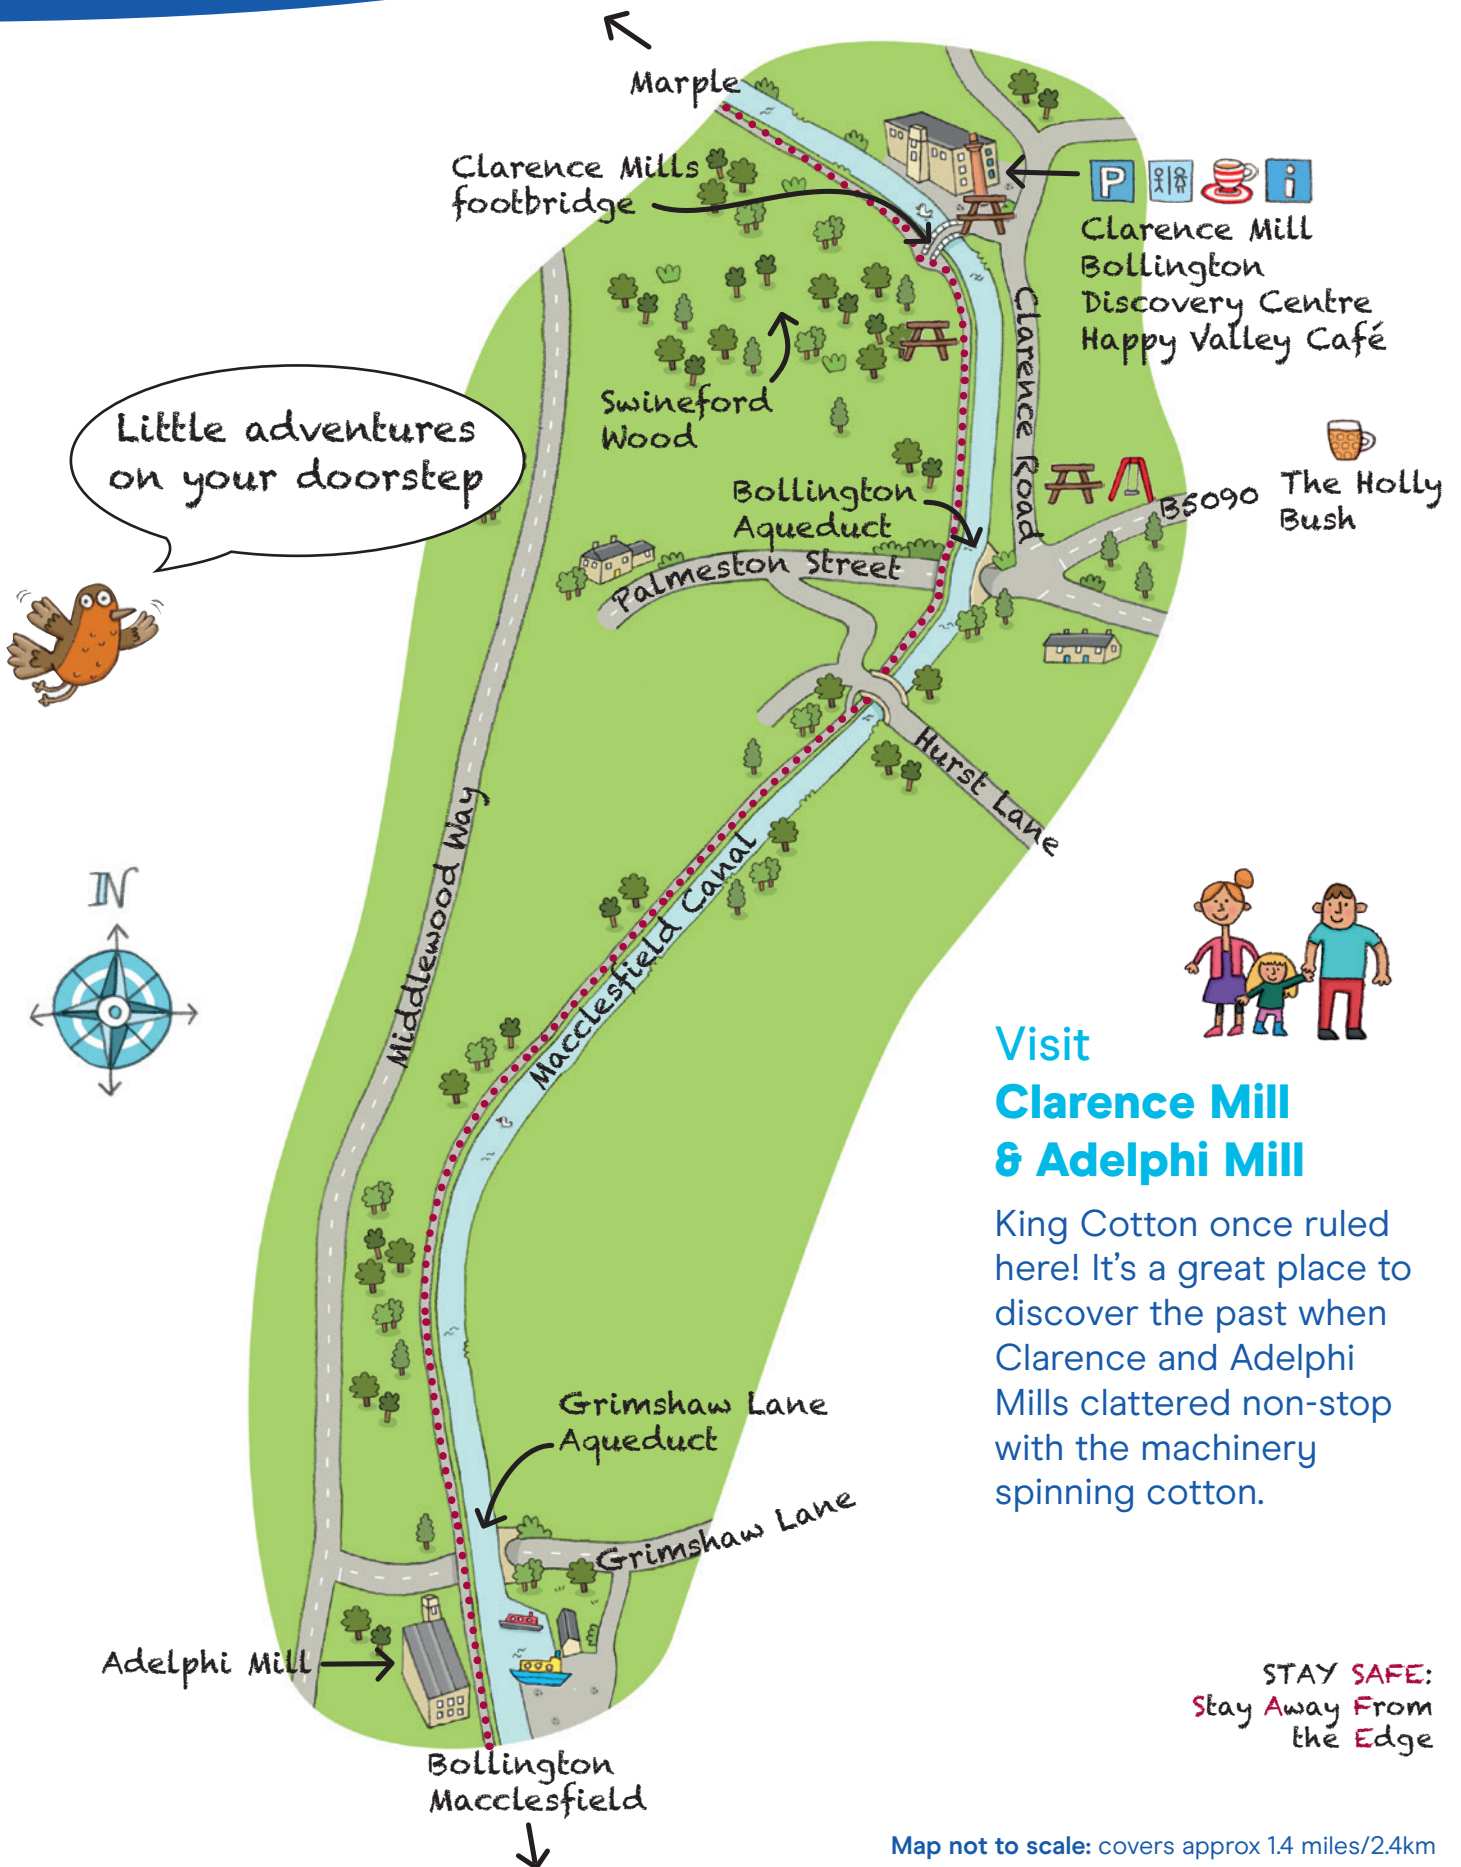 Marple
Clarence Mills
footbridge
P
i
Clarence Mill
Bollington
Discovery Centre
Happy Valley Café
Clarence Road
Swineford
Wood
Little adventures
on your doorstep
The Holly
Bush
B5090
Bollington
Aqueduct
Palmeston Street
Hurst Lane
Middlewood Way
Macclesfield Canal
N
Visit
Clarence Mill
& Adelphi Mill
King Cotton once ruled
here! It's a great place to
discover the past when
Clarence and Adelphi
Mills clattered non-stop
with the machinery
spinning cotton.
Grimshaw Lane
Aqueduct
Grimshaw Lane
Adelphi Mill
STAY SAFE:
Stay Away From
the Edge
Bollington
Macclesfield
Map not to scale: covers approx 1.4 miles/2.4km